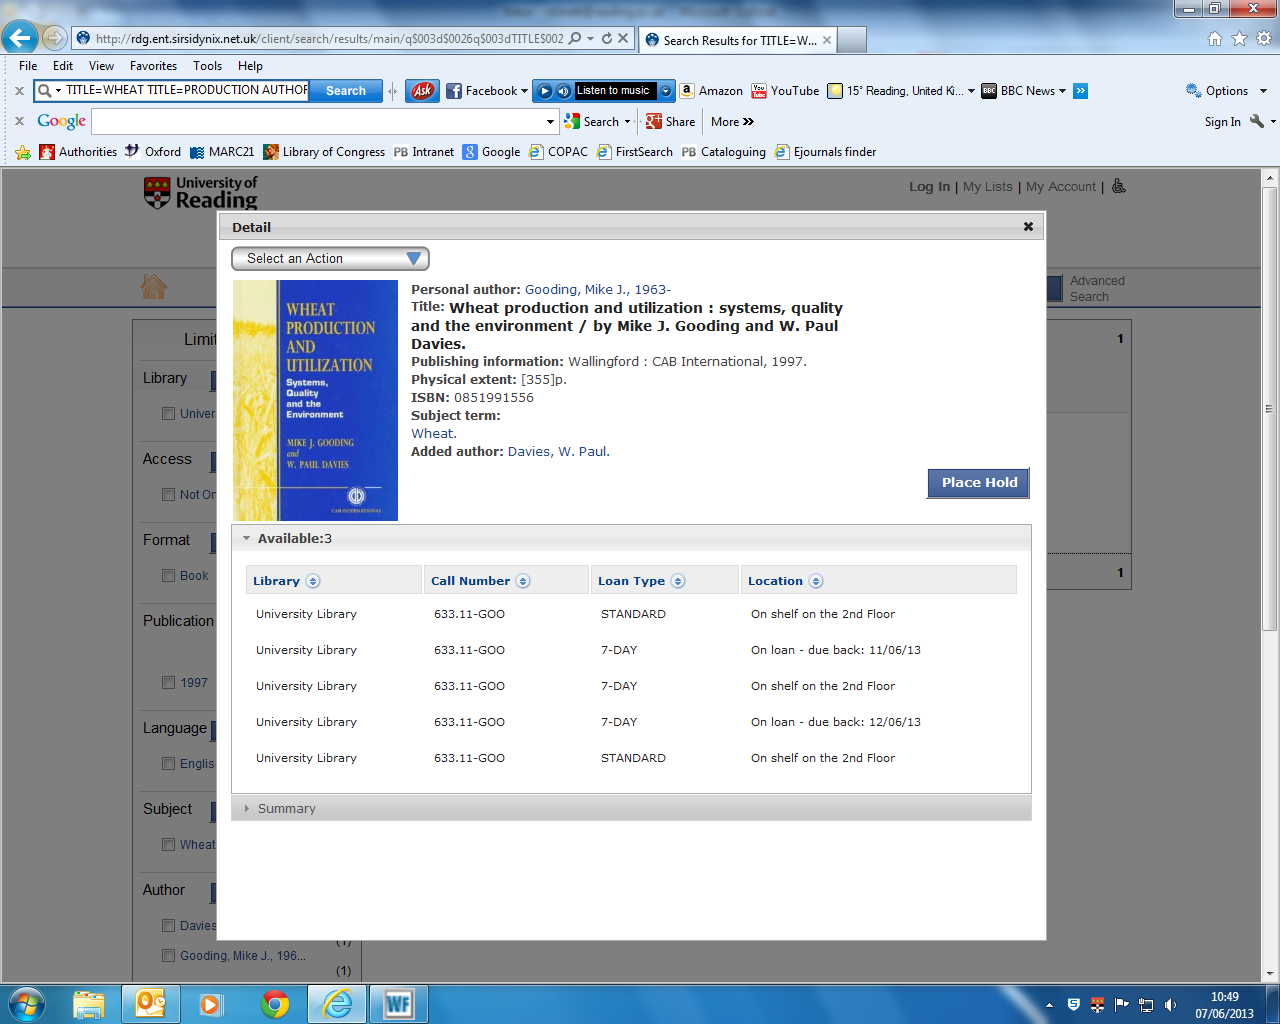 http://rdg.ent.sirsidynix.net.uk/client/search/results/main/q$003d$0026q$003dTITLE$002
Search Results for TITLE=W...
File Edit View Favorites Tools Help
TITLE=WHEAT TITLE=PRODUCTION AUTHOR
Search
Ask
Facebook
Listen to music
Amazon
YouTube
15° Reading, United Ki...
BBC News
Options
Google
Search
Share
More
Sign In
Authorities
Oxford
MARC21
Library of Congress
PB Intranet
Google
COPAC
FirstSearch
PB Cataloguing
Ejournals finder
University of
Reading
Log In | My Lists | My Account |
Advanced
Search
Detail
Select an Action
WHEAT
PRODUCTION
AND
UTILIZATION
Systems,
Quality
and the
Environment
MIKE J. GOODING
and
W. PAUL DAVIES
CAB INTERNATIONAL
Personal author: Gooding, Mike J., 1963-
Title: Wheat production and utilization : systems, quality
and the environment / by Mike J. Gooding and W. Paul
Davies.
Publishing information: Wallingford : CAB International, 1997.
Physical extent: [355]p.
ISBN: 0851991556
Subject term:
Wheat.
Added author: Davies, W. Paul.
Place Hold
Available:3
Library Call Number Loan Type Location
University Library 633.11-GOO STANDARD On shelf on the 2nd Floor
University Library 633.11-GOO 7-DAY On loan - due back: 11/06/13
University Library 633.11-GOO 7-DAY On shelf on the 2nd Floor
University Library 633.11-GOO 7-DAY On loan - due back: 12/06/13
University Library 633.11-GOO STANDARD On shelf on the 2nd Floor
Summary
Limit
Library
Univer
Access
Not On
Format
Book
Publication
1997
Language
Englis
Subject
Wheat
Author
Davies
(1)
Gooding, Mike J., 196...
(1)
1
1
WF
10:49
07/06/2013